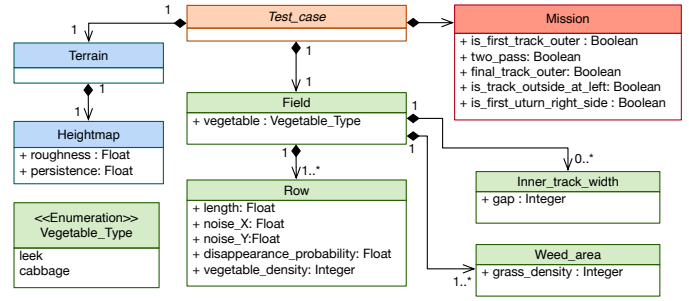 1
Test_case
Mission
+ is_first_track_outer : Boolean
+ two_pass: Boolean
+ final_track_outer: Boolean
+ is_track_outside_at_left: Boolean
+ is_first_uturn_right_side : Boolean
1
Terrain
1
1
1
1
Heightmap
+ roughness : Float
+ persistence: Float
Field
+ vegetable : Vegetable_Type
1
1
1
1..*
0..*
Row
+ length: Float
+ noise_X: Float
+ noise_Y:Float
+ disappearance_probability: Float
+ vegetable_density: Integer
Inner_track_width
+ gap : Integer
<<Enumeration>>
Vegetable_Type
leek
cabbage
Weed_area
+ grass_density : Integer
1..*